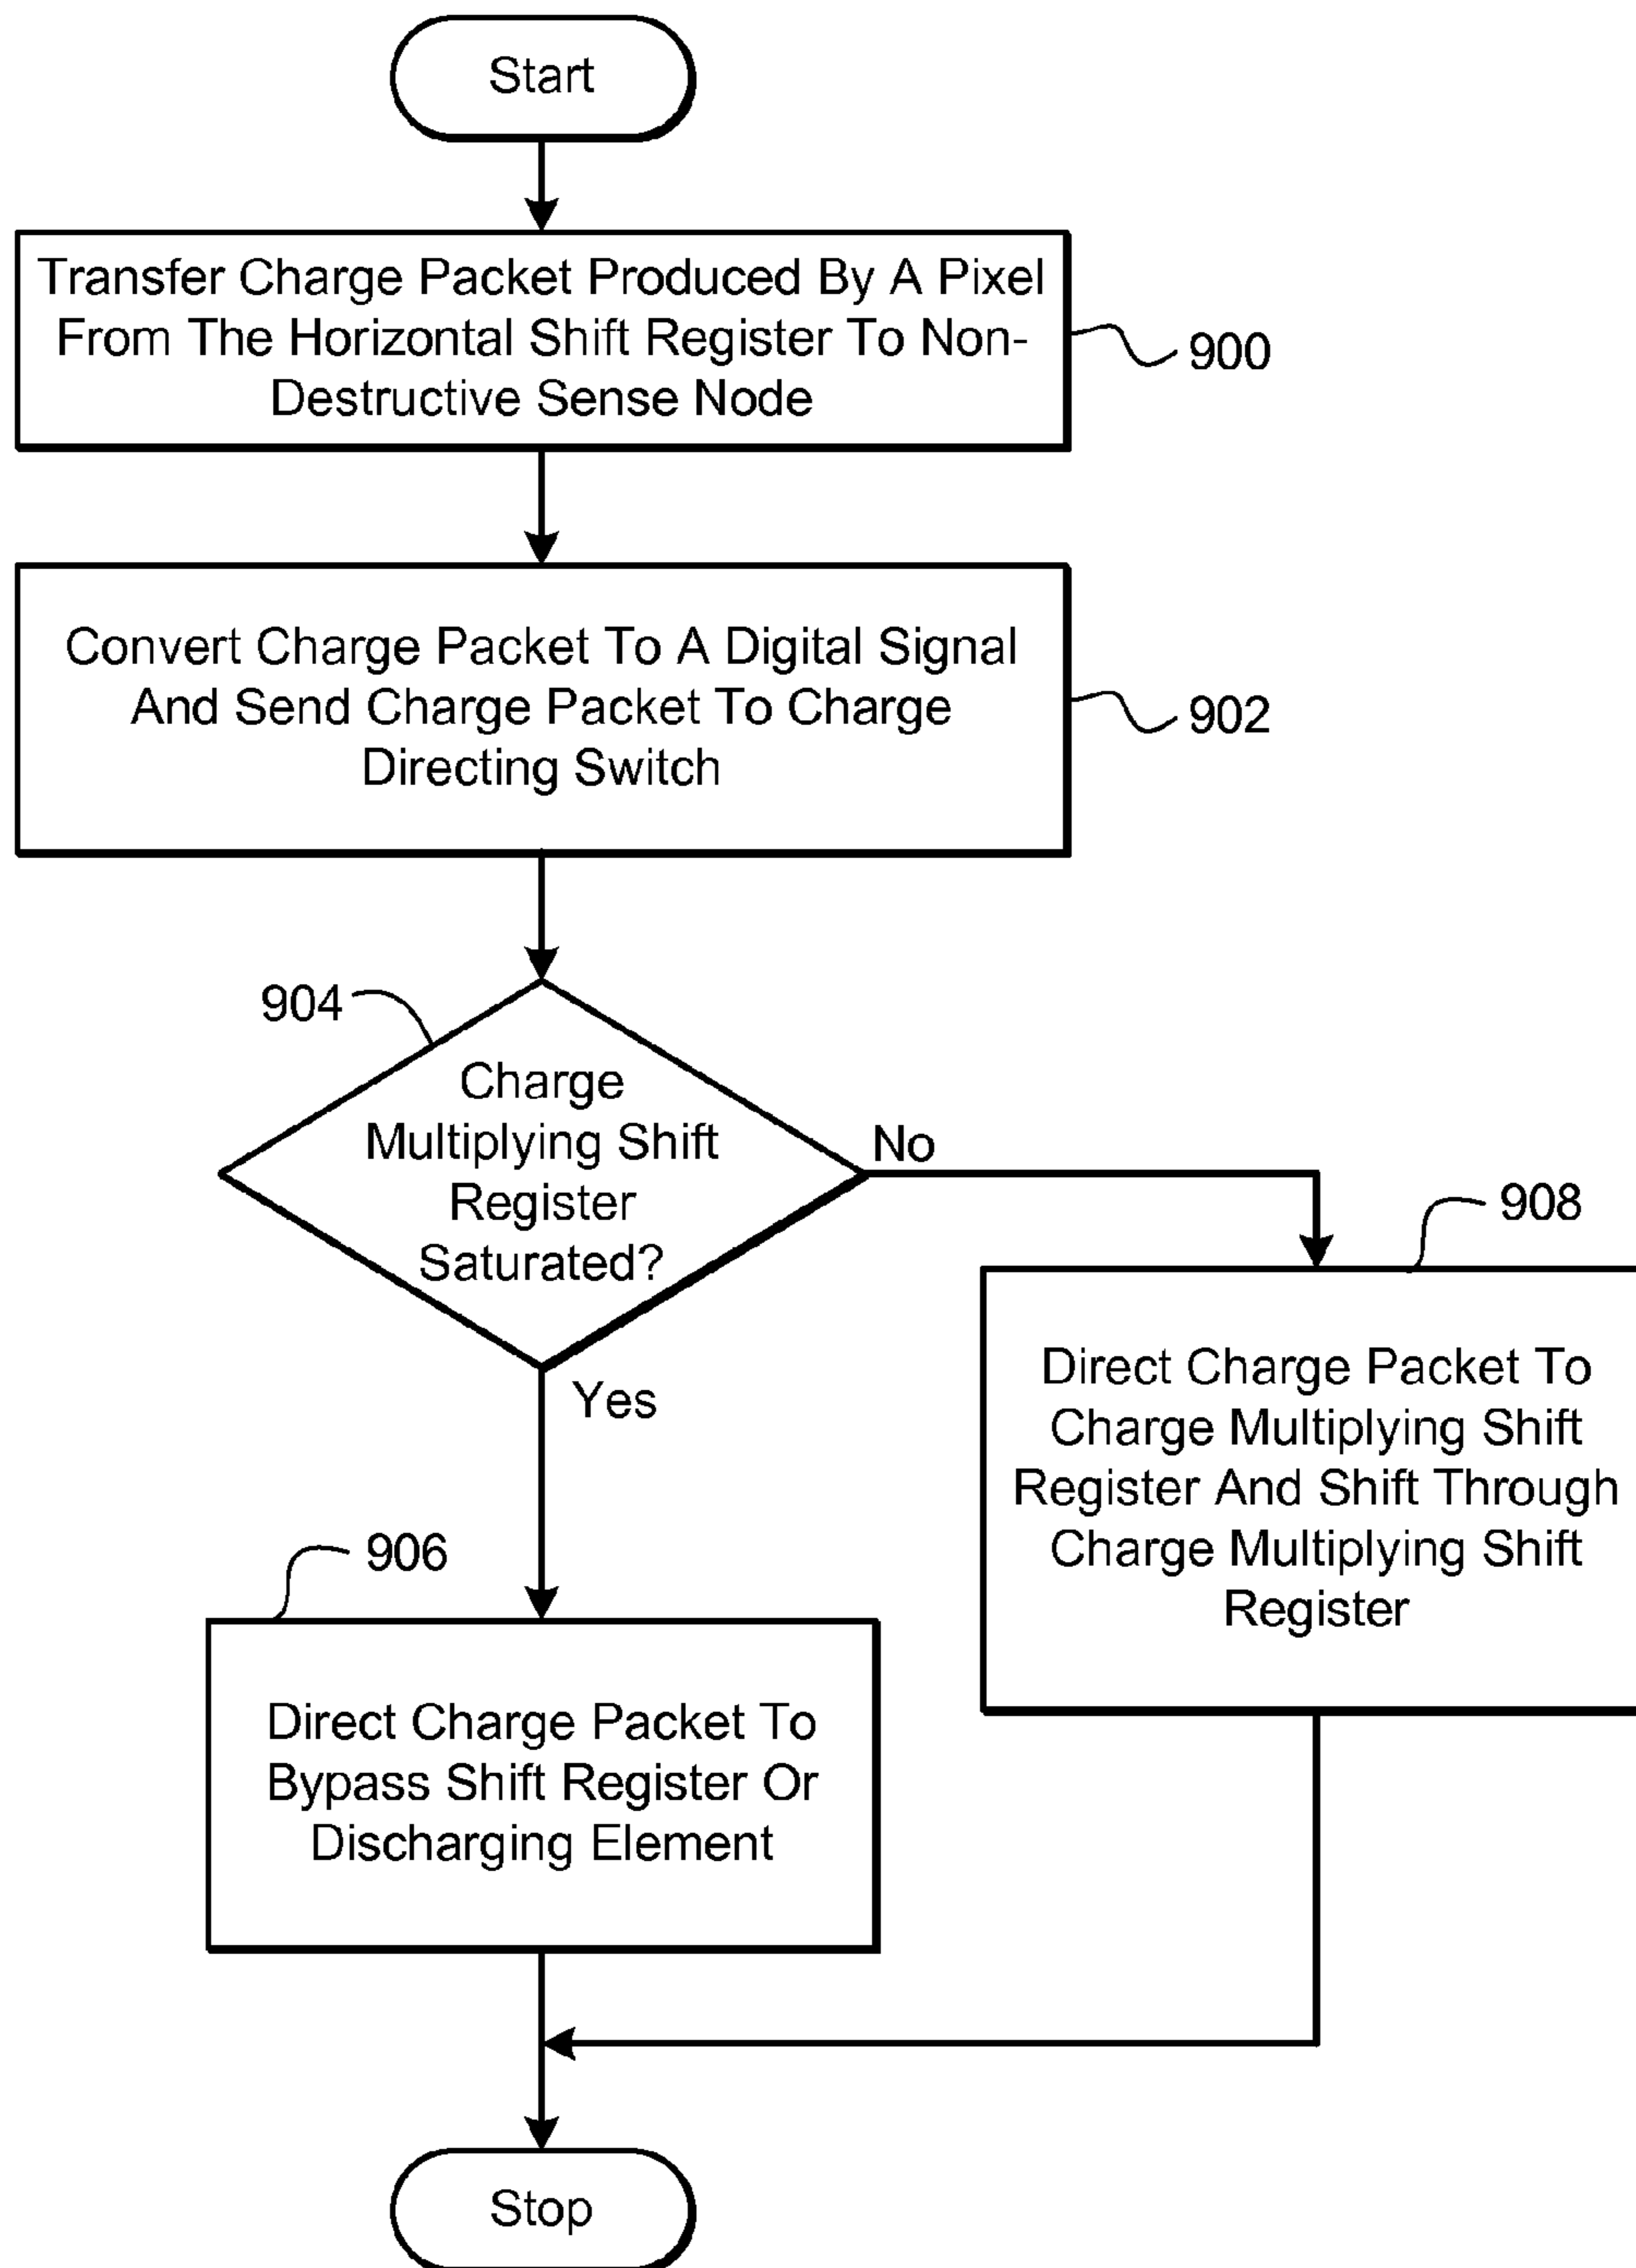 Start
Transfer Charge Packet Produced By A Pixel
From The Horizontal Shift Register To Non-
Destructive Sense Node
900
Convert Charge Packet To A Digital Signal
And Send Charge Packet To Charge
Directing Switch
902
904
Charge
Multiplying Shift
Register
Saturated?
No
Yes
908
Direct Charge Packet To
Charge Multiplying Shift
Register And Shift Through
Charge Multiplying Shift
Register
906
Direct Charge Packet To
Bypass Shift Register Or
Discharging Element
Stop